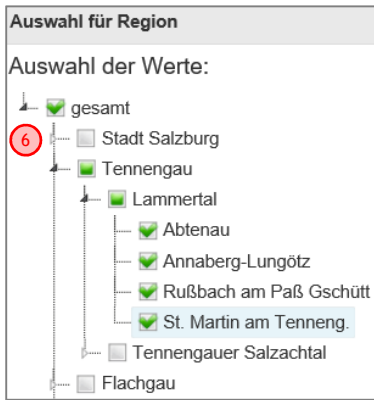 Auswahl für Region
Auswahl der Werte:
gesamt
6 Stadt Salzburg
Tennengau
Lammertal
Abtenau
Annaberg-Lungötz
Rußbach am Paß Gschütt
St. Martin am Tenneng.
Tennengauer Salzachtal
Flachgau